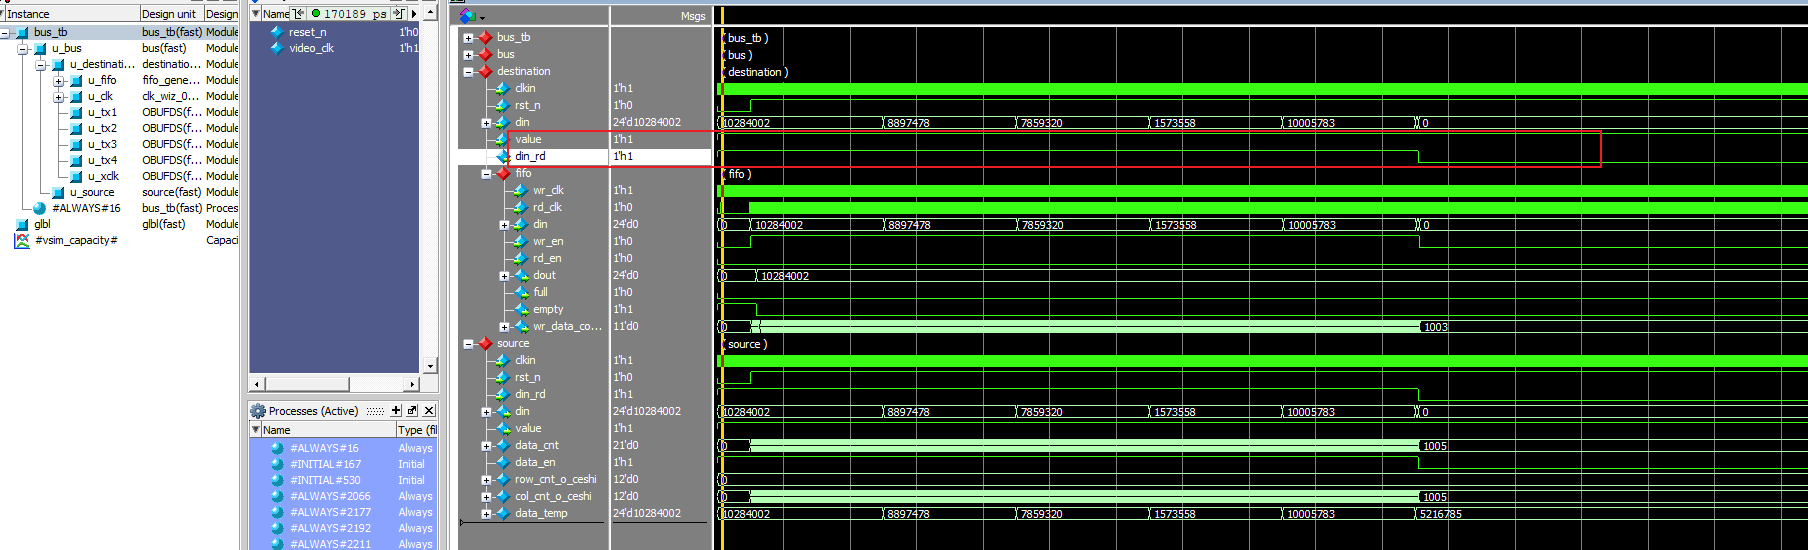 Instance Design unit Design
bus_tb bus_tb(fast) Module
u_bus bus(fast) Module
u_destinati... destinatio... Module
u_fifo fifo_gene... Module
u_clk clk_wiz_0... Module
u_tx1 OBUFDS(f... Module
u_tx2 OBUFDS(f... Module
u_tx3 OBUFDS(f... Module
u_tx4 OBUFDS(f... Module
u_xclk OBUFDS(f... Module
u_source source(fast) Module
#ALWAYS#16 bus_tb(fast) Proces
glbl glbl(fast) Module
#vsim_capacity# Capaci
Name 170189 ps
reset_n 1'h0
video_clk 1'h1
Processes (Active)
Name Type (fil
#ALWAYS#16 Always
#INITIAL#167 Initial
#INITIAL#530 Initial
#ALWAYS#2066 Always
#ALWAYS#2177 Always
#ALWAYS#2192 Always
#ALWAYS#2211 Always
Msgs
bus_tb bus_tb )
bus bus )
destination destination )
clkin 1'h1
rst_n 1'h0
din 24'd10284002 10284002 8897478 7859320 1573558 10005783 0
value 1'h1
din_rd 1'h1
fifo fifo )
wr_clk 1'h1
rd_clk 1'h0
din 24'd0 0 10284002 8897478 7859320 1573558 10005783 0
wr_en 1'h0
rd_en 1'h0
dout 24'd0 0 10284002
full 1'h0
empty 1'h1
wr_data_co... 11'd0 0 1003
source source )
clkin 1'h1
rst_n 1'h0
din_rd 1'h1
din 24'd10284002 10284002 8897478 7859320 1573558 10005783 0
value 1'h1
data_cnt 21'd0 0 1005
data_en 1'h1
row_cnt_o_ceshi 12'd0 0
col_cnt_o_ceshi 12'd0 0 1005
data_temp 24'd10284002 10284002 8897478 7859320 1573558 10005783 5216785